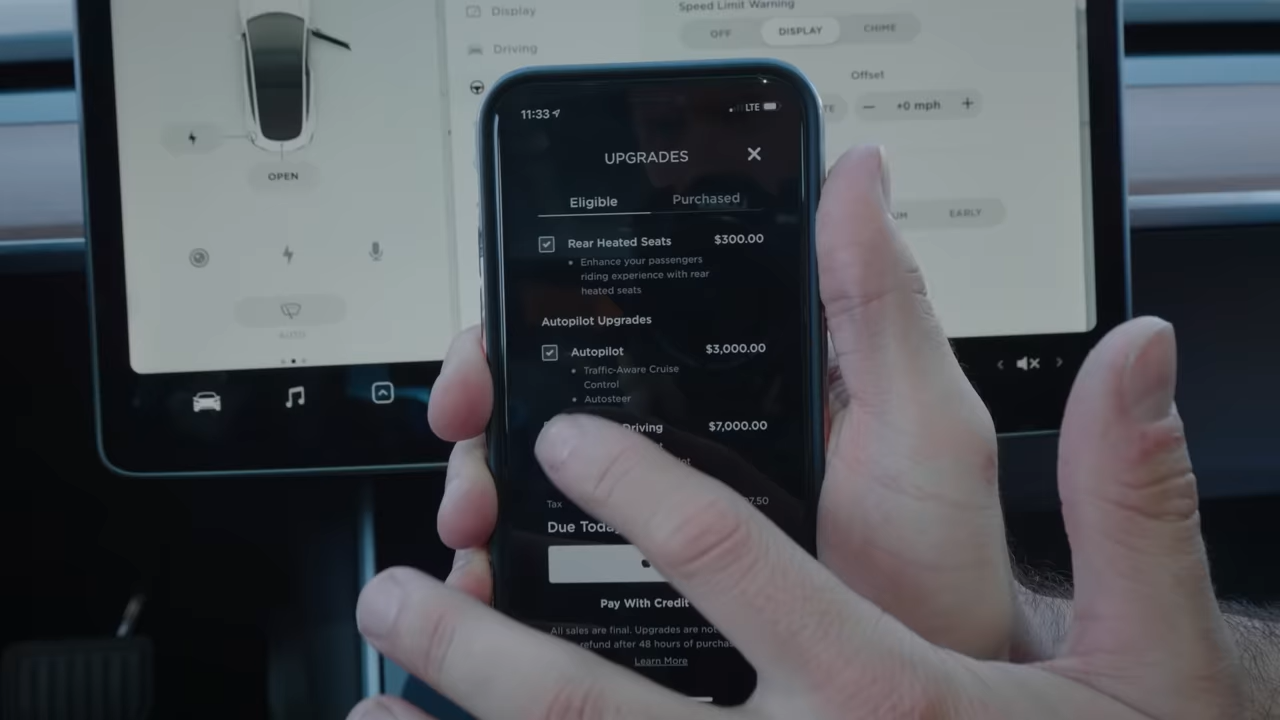 Display
Driving
OPEN
AUTO
Speed Limit Warning
OFF DISPLAY CHIME
Offset
+0 mph
EARLY
11:33
LTE
UPGRADES
Eligible Purchased
Rear Heated Seats $300.00
• Enhance your passengers
riding experience with rear
heated seats
Autopilot Upgrades
Autopilot $3,000.00
• Traffic-Aware Cruise
Control
• Autosteer
Driving $7,000.00
Tax 7.50
Due Today
Pay With Credit
All sales are final. Upgrades are not
refund after 48 hours of
Learn More